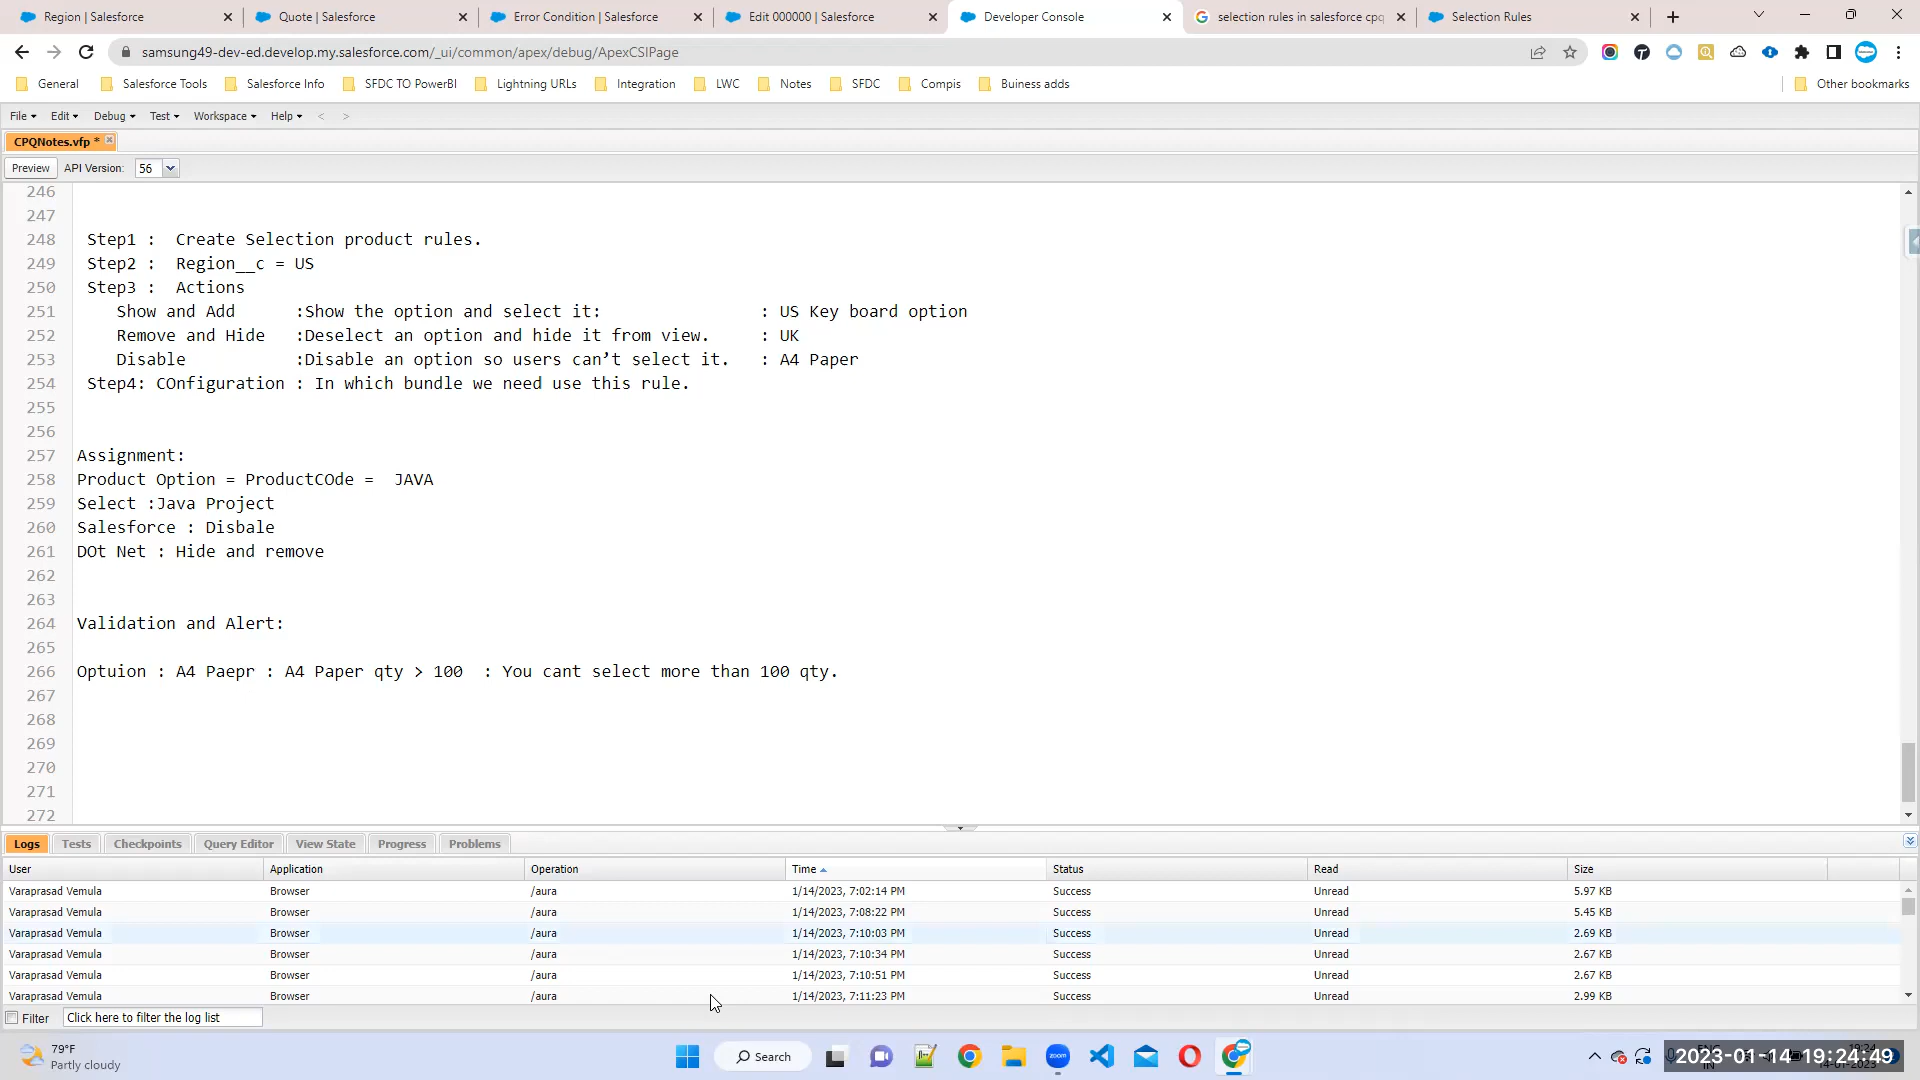 Region | Salesforce
Quote | Salesforce
Error Condition | Salesforce
Edit 000000 | Salesforce
Developer Console
selection rules in salesforce cpq
Selection Rules
samsung49-dev-ed.develop.my.salesforce.com/_ui/common/apex/debug/ApexCSIPage
General
Salesforce Tools
Salesforce Info
SFDC TO PowerBI
Lightning URLs
Integration
LWC
Notes
SFDC
Compis
Buiness adds
Other bookmarks
File Edit Debug Test Workspace Help < >
CPQNotes.vfp *
Preview API Version: 56
246
247
248 Step1 : Create Selection product rules.
249 Step2 : Region__c = US
250 Step3 : Actions
251 Show and Add :Show the option and select it: : US Key board option
252 Remove and Hide :Deselect an option and hide it from view. : UK
253 Disable :Disable an option so users can’t select it. : A4 Paper
254 Step4: COnfiguration : In which bundle we need use this rule.
255
256
257 Assignment:
258 Product Option = ProductCOde = JAVA
259 Select :Java Project
260 Salesforce : Disbale
261 DOt Net : Hide and remove
262
263
264 Validation and Alert:
265
266 Optuion : A4 Paepr : A4 Paper qty > 100 : You cant select more than 100 qty.
267
268
269
270
271
272
Logs Tests Checkpoints Query Editor View State Progress Problems
User Application Operation Time Status Read Size
Varaprasad Vemula Browser /aura 1/14/2023, 7:02:14 PM Success Unread 5.97 KB
Varaprasad Vemula Browser /aura 1/14/2023, 7:08:22 PM Success Unread 5.45 KB
Varaprasad Vemula Browser /aura 1/14/2023, 7:10:03 PM Success Unread 2.69 KB
Varaprasad Vemula Browser /aura 1/14/2023, 7:10:34 PM Success Unread 2.67 KB
Varaprasad Vemula Browser /aura 1/14/2023, 7:10:51 PM Success Unread 2.67 KB
Varaprasad Vemula Browser /aura 1/14/2023, 7:11:23 PM Success Unread 2.99 KB
Filter Click here to filter the log list
79°F
Partly cloudy
Search
zoom
2023-01-14-19:24:49